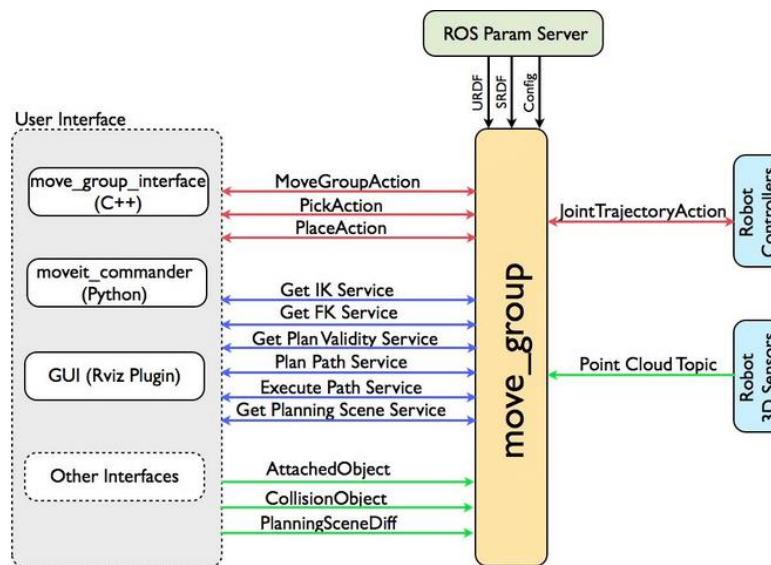 ROS Param Server
URDF
SRDF
Config
User Interface
move_group_interface
(C++)
moveit_commander
(Python)
GUI (Rviz Plugin)
Other Interfaces
MoveGroupAction
PickAction
PlaceAction
Get IK Service
Get FK Service
Get Plan Validity Service
Plan Path Service
Execute Path Service
Get Planning Scene Service
AttachedObject
CollisionObject
PlanningSceneDiff
move_group
JointTrajectoryAction
Point Cloud Topic
Robot
Controllers
Robot
3D Sensors